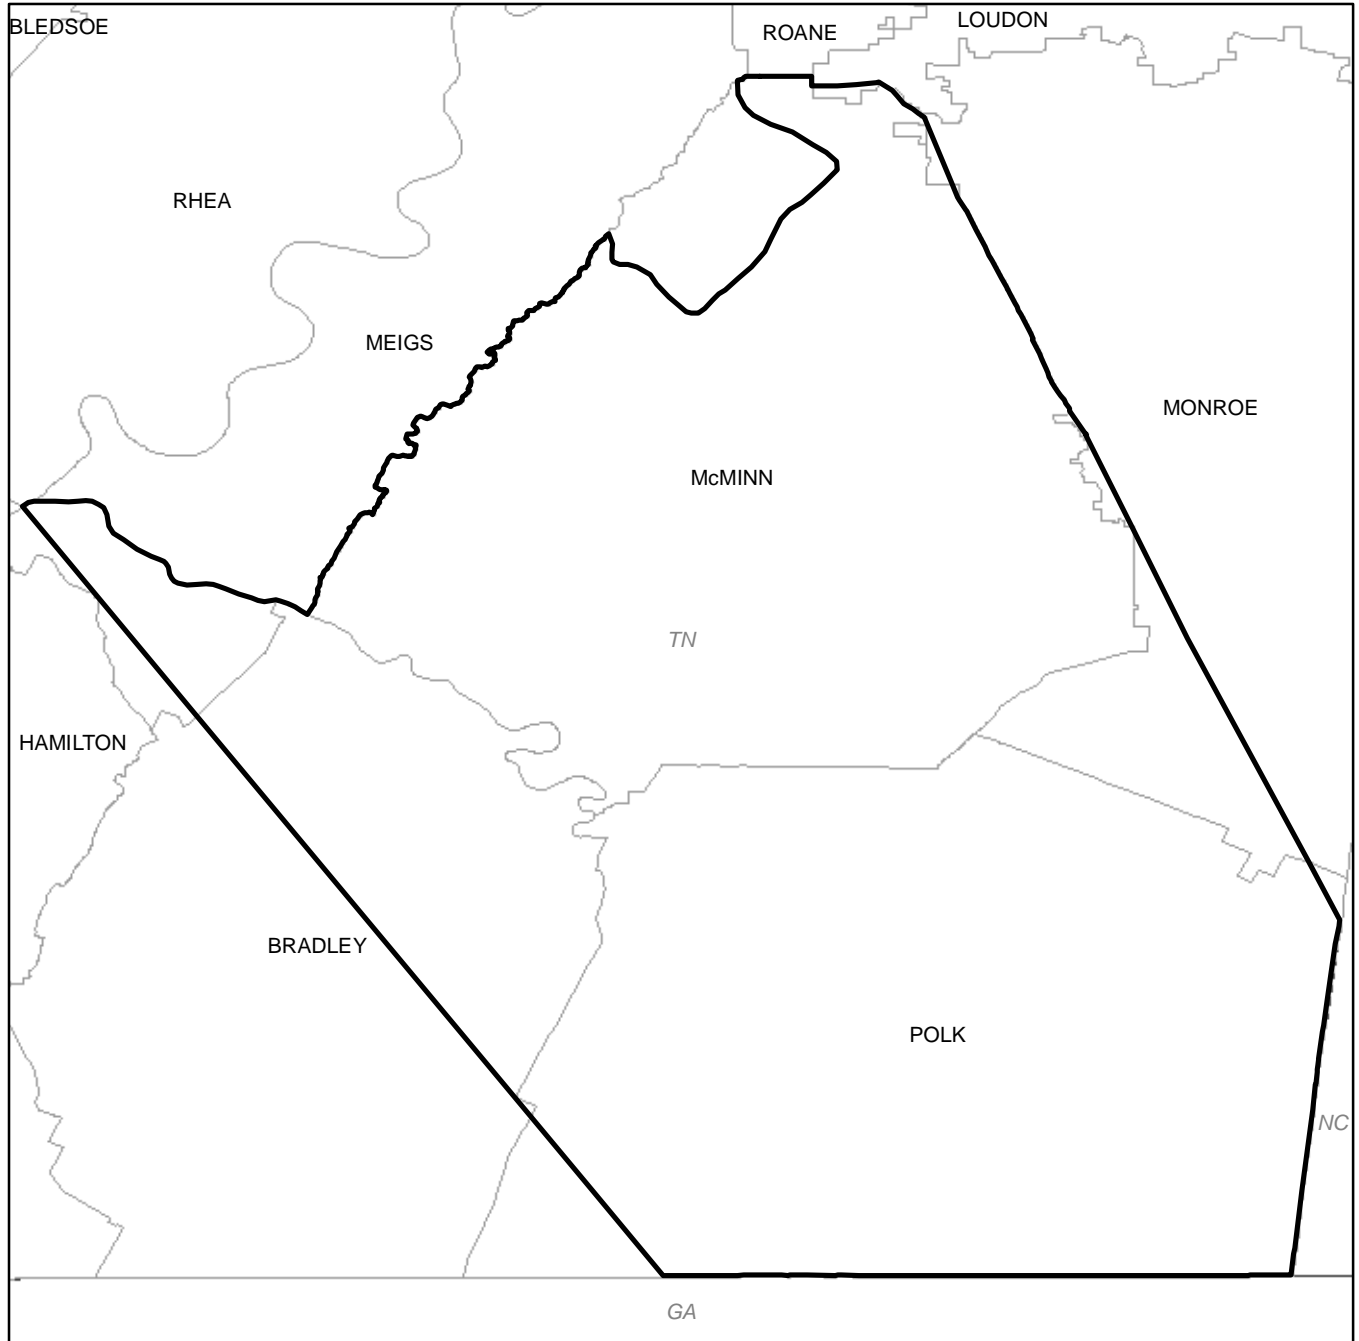 BLEDSOE
ROANE
LOUDON
RHEA
MEIGS
MONROE
McMINN
TN
HAMILTON
BRADLEY
POLK
NC
GA